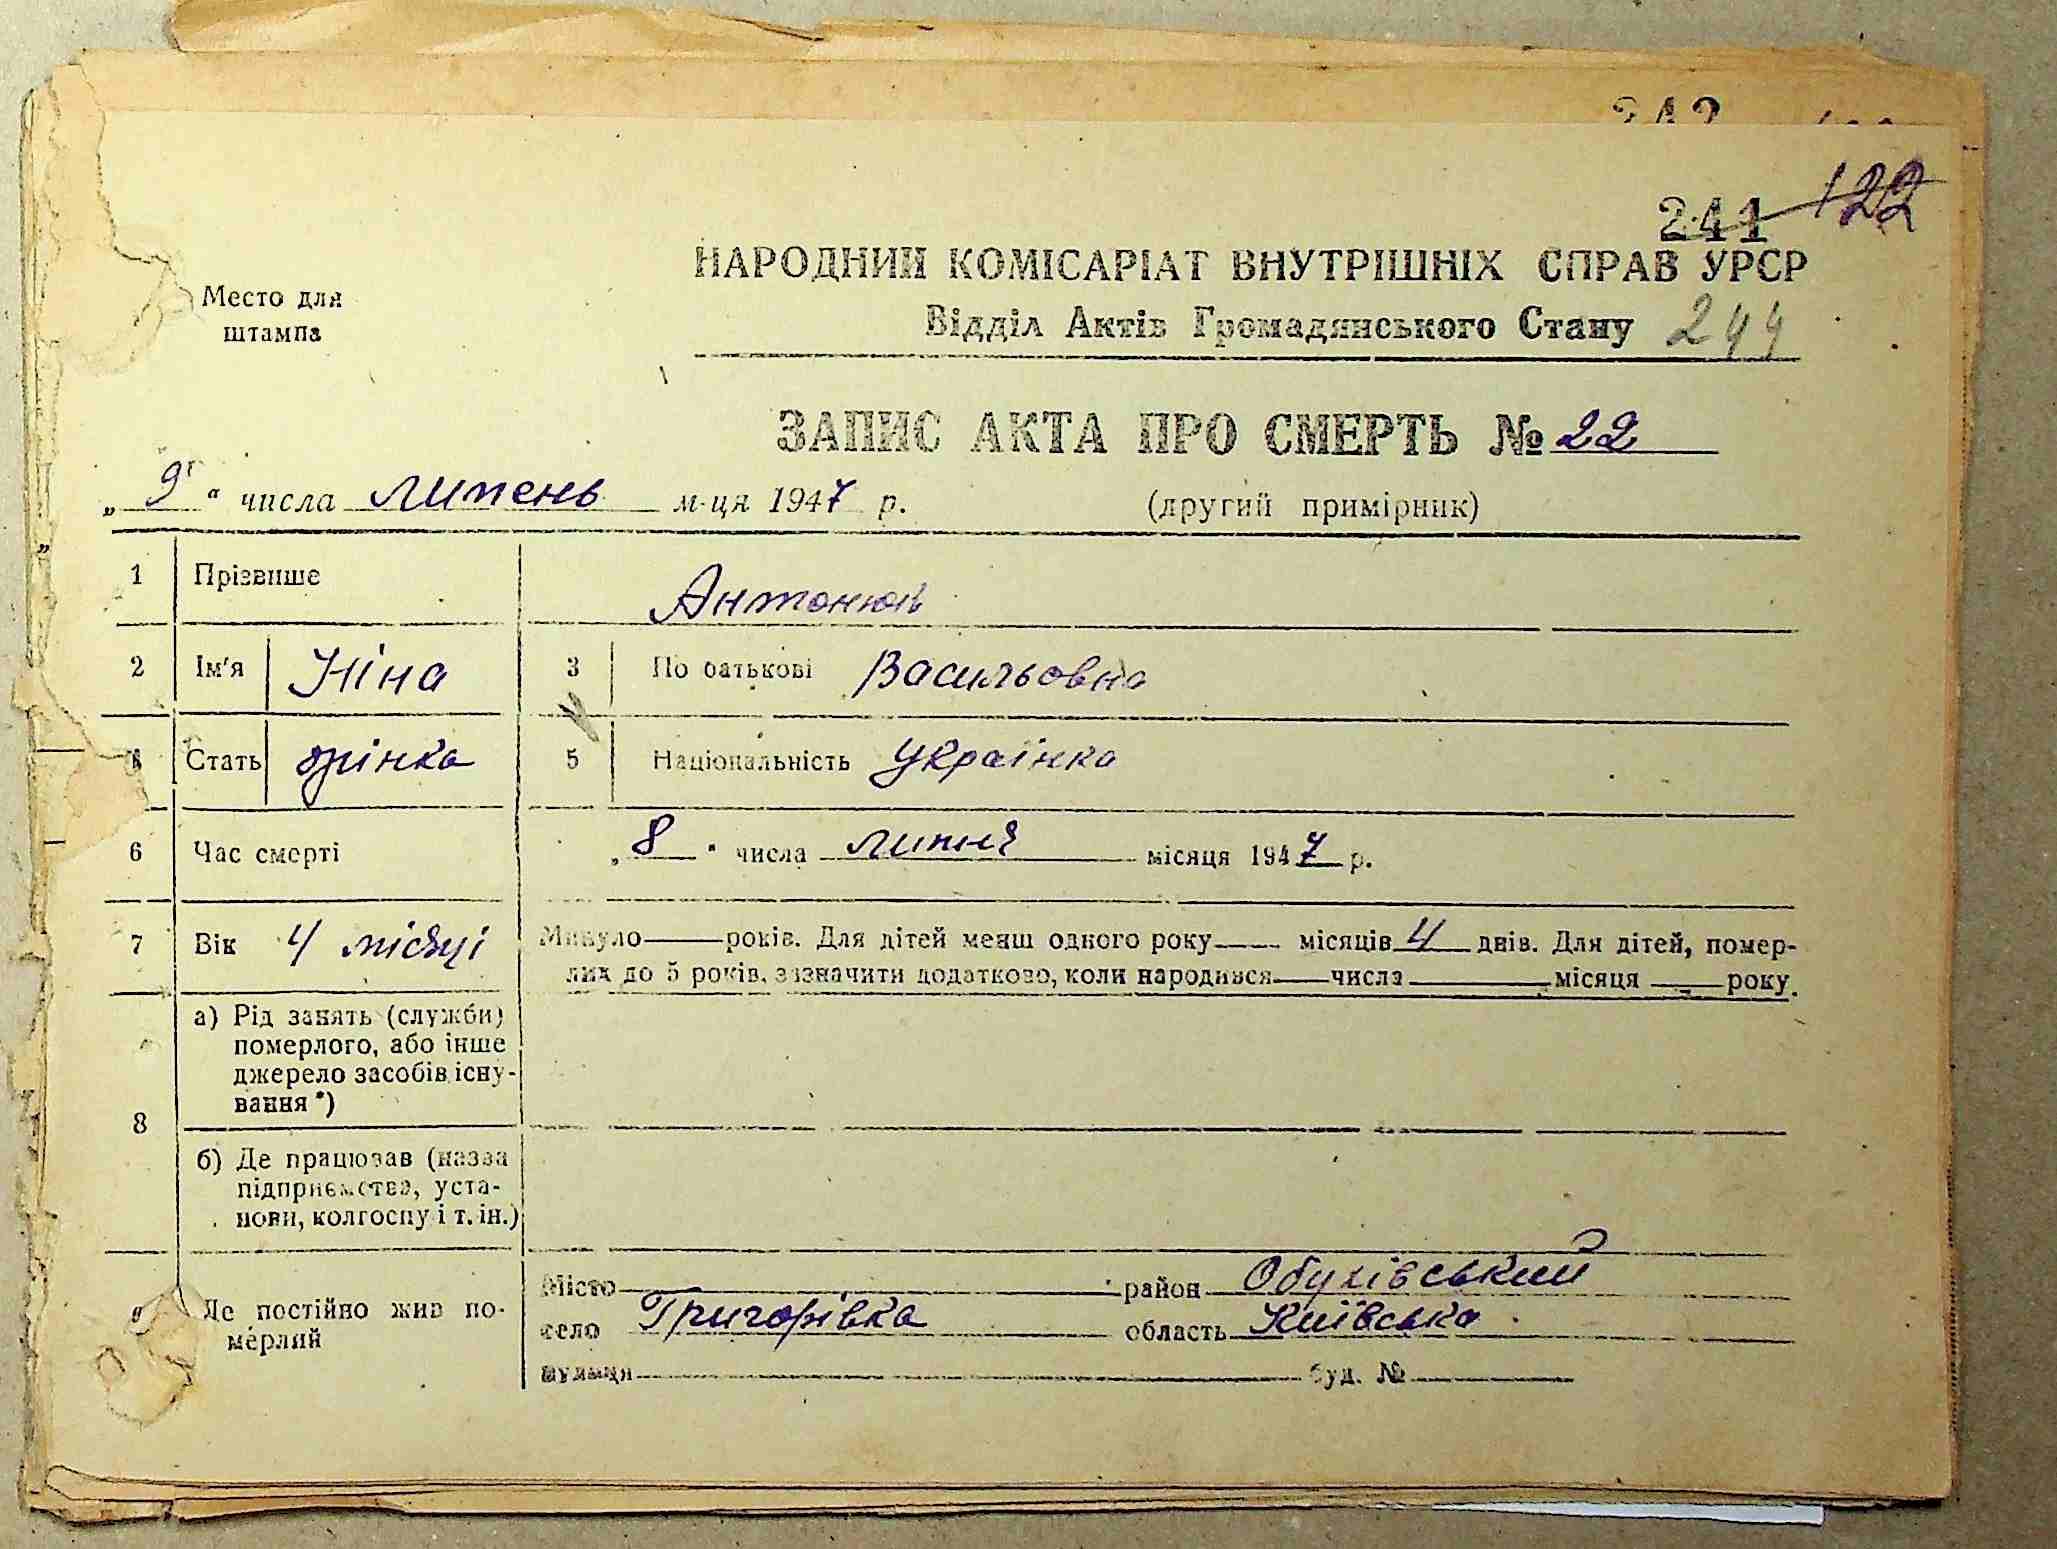 242
241 122
НАРОДНИЙ КОМІСАРІАТ ВНУТРІШНІХ СПРАВ УРСР
Место для штампа
Відділ Актів Громадянського Стану 244
ЗАПИС АКТА ПРО СМЕРТЬ № 22
„ 9 “ числа липень м-ця 1947 р. (другий примірник)
1 Прізвище Антонюк
2 Ім'я Ніна 3 По батькові Васильовна
Стать жінка 5 Національність Українка
6 Час смерті „ 8 " числа липня місяця 1947 р.
7 Вік 4 місяці Минуло — років. Для дітей менш одного року — місяців 4 днів. Для дітей, помер-
лих до 5 років, зазначити додатково, коли народився — числа — місяця — року.
8 а) Рід занять (служби)
померлого, або інше
джерело засобів існу-
вання *)
б) Де працював (назва
підприємства, уста-
нови, колгоспу і т. ін.)
9 Де постійно жив по-
мерлий
Місто — район Обухівський
село Григорівка область Київська
вулиця — буд. №